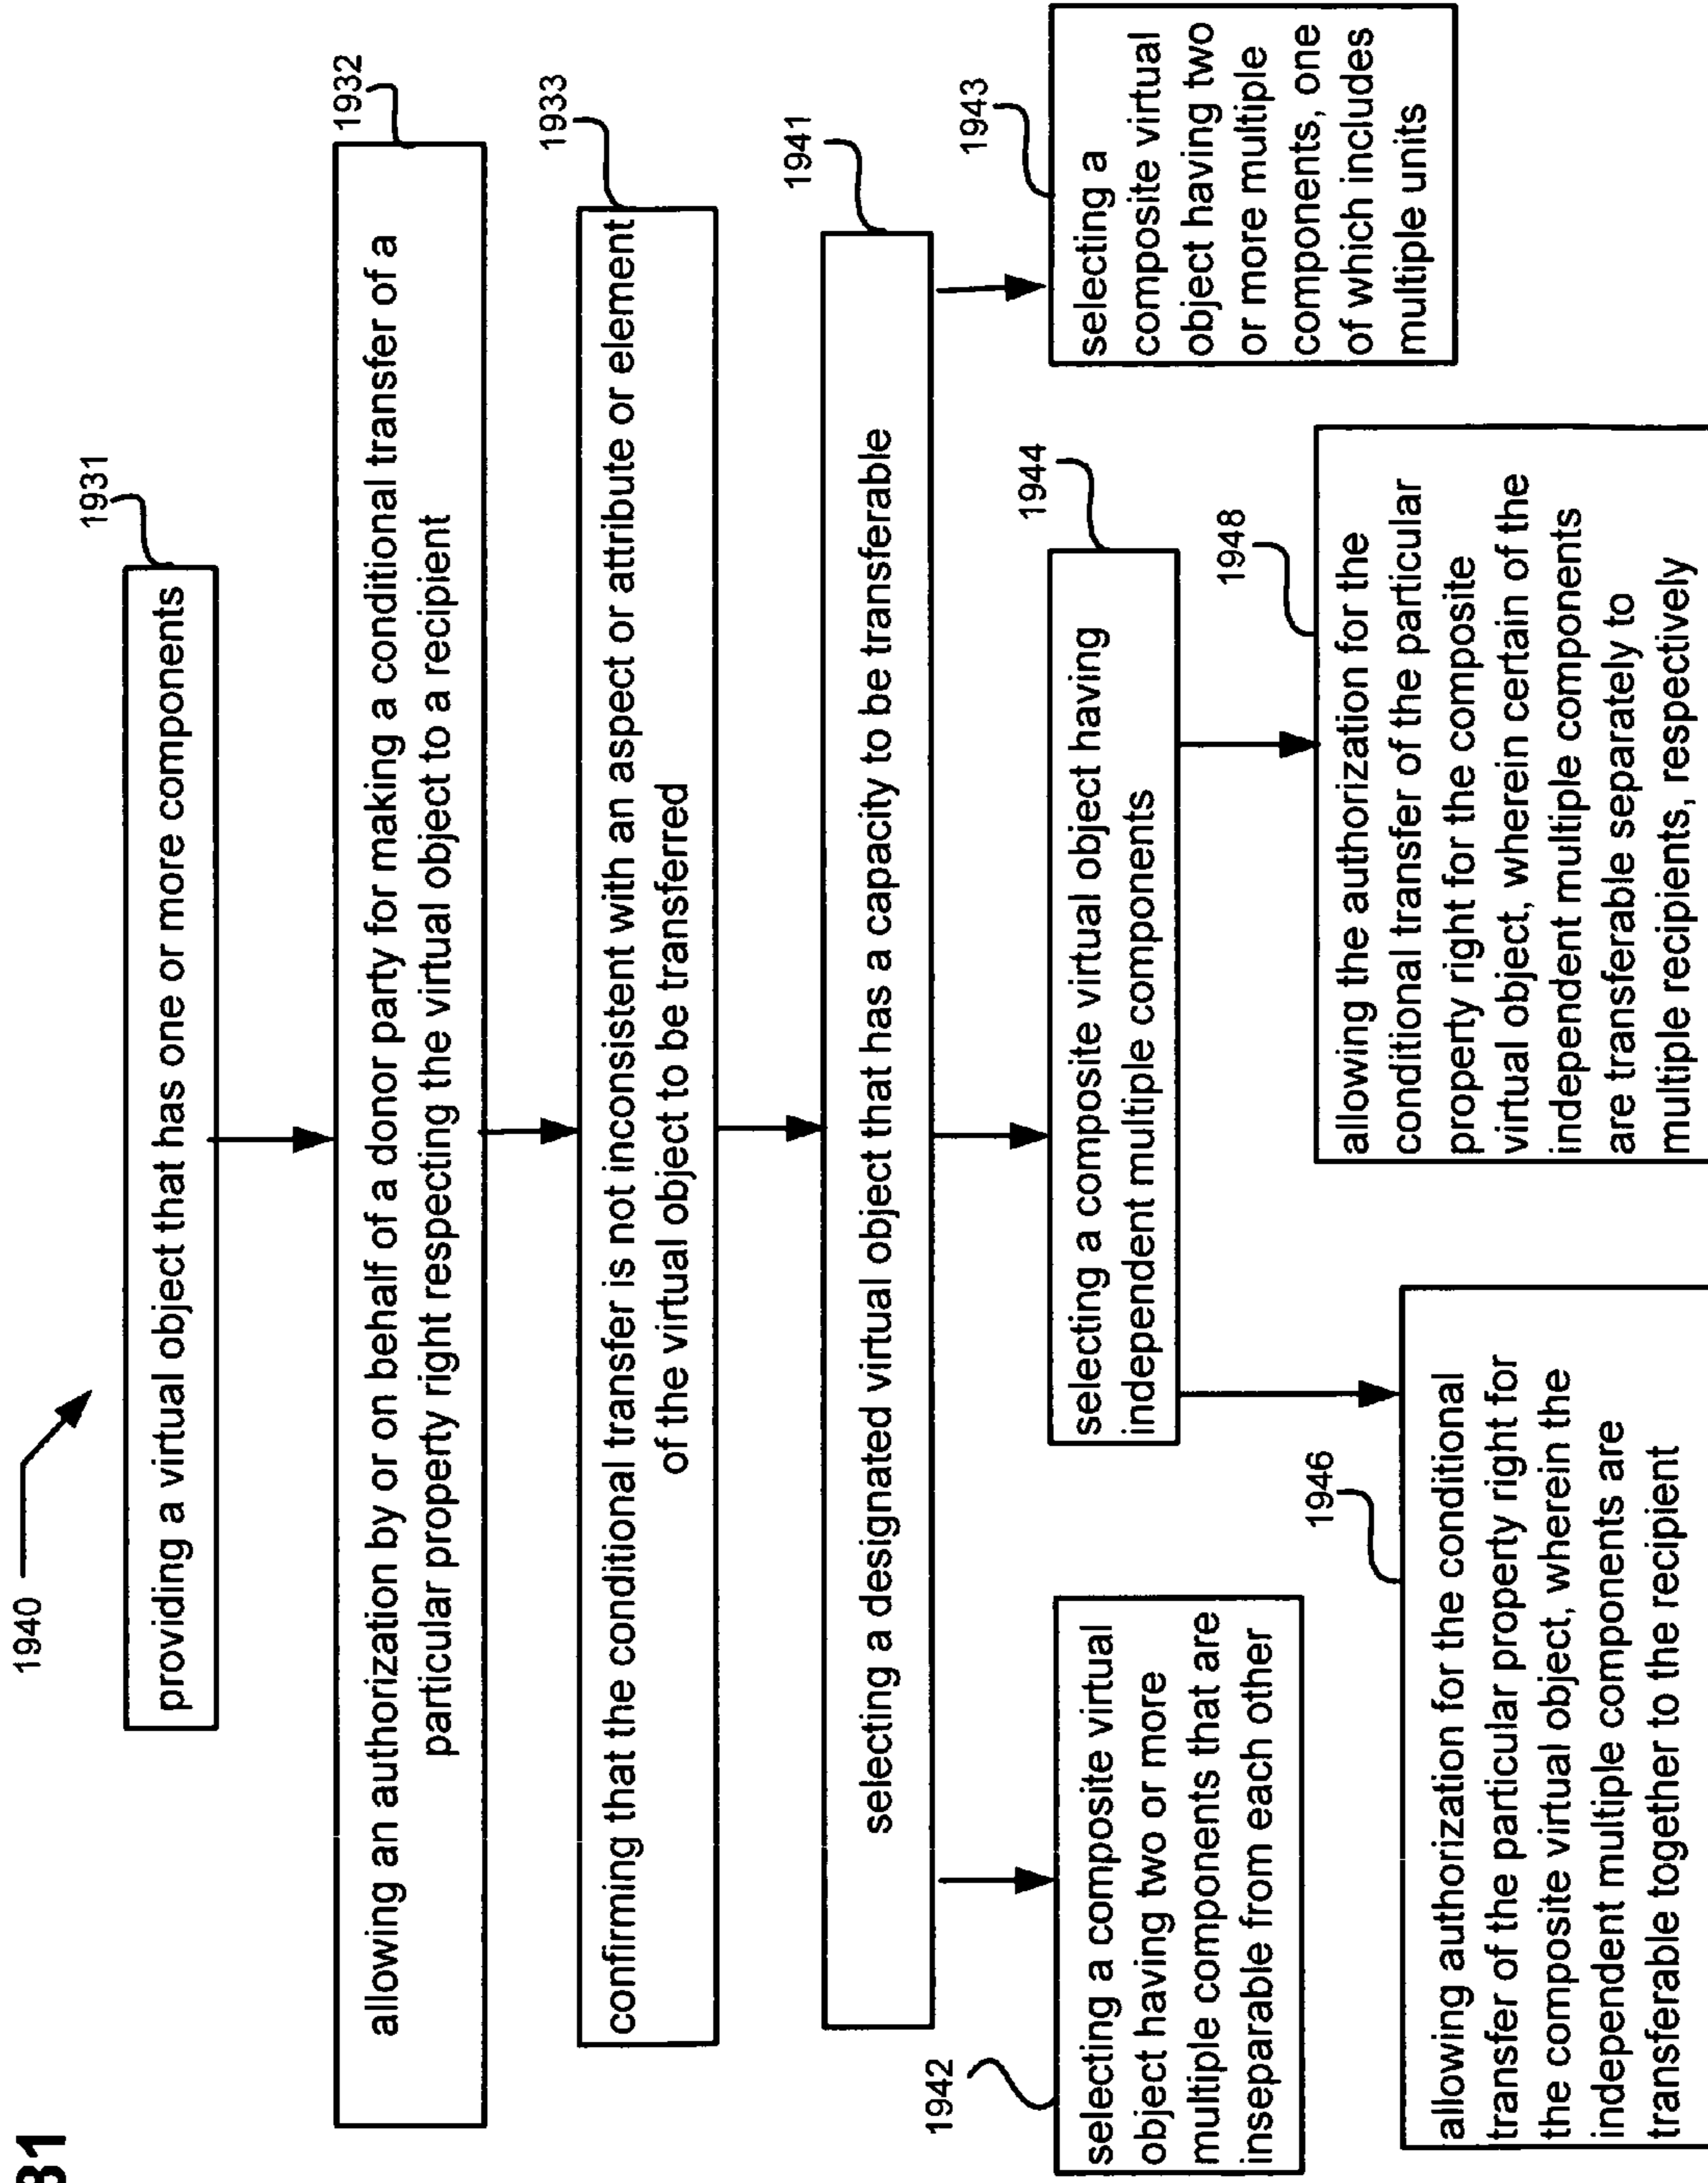 31
1940
1931
providing a virtual object that has one or more components
1932
allowing an authorization by or on behalf of a donor party for making a conditional transfer of a
particular property right respecting the virtual object to a recipient
1933
confirming that the conditional transfer is not inconsistent with an aspect or attribute or element
of the virtual object to be transferred
1941
selecting a designated virtual object that has a capacity to be transferable
1942
selecting a composite virtual
object having two or more
multiple components that are
inseparable from each other
1944
selecting a composite virtual object having
independent multiple components
1943
selecting a
composite virtual
object having two
or more multiple
components, one
of which includes
multiple units
1946
allowing authorization for the conditional
transfer of the particular property right for
the composite virtual object, wherein the
independent multiple components are
transferable together to the recipient
1948
allowing the authorization for the
conditional transfer of the particular
property right for the composite
virtual object, wherein certain of the
independent multiple components
are transferable separately to
multiple recipients, respectively